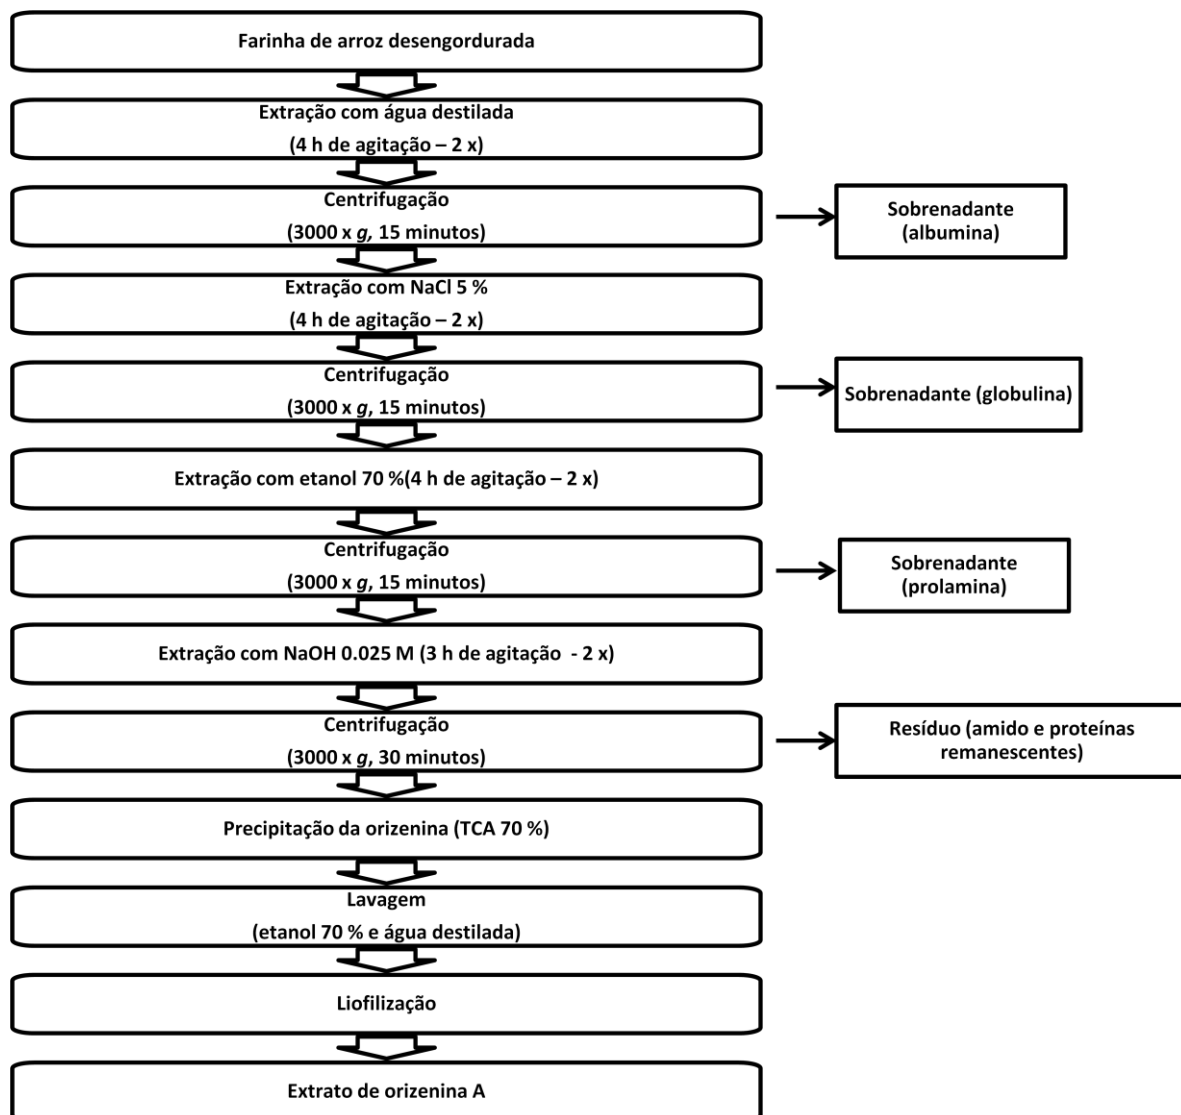 Farinha de arroz desengordurada
Extração com água destilada
(4 h de agitação – 2 x)
Centrifugação
(3000 x g, 15 minutos)
Sobrenadante
(albumina)
Extração com NaCl 5 %
(4 h de agitação – 2 x)
Centrifugação
(3000 x g, 15 minutos)
Sobrenadante (globulina)
Extração com etanol 70 %(4 h de agitação – 2 x)
Centrifugação
(3000 x g, 15 minutos)
Sobrenadante
(prolamina)
Extração com NaOH 0.025 M (3 h de agitação  - 2 x)
Centrifugação
(3000 x g, 30 minutos)
Resíduo (amido e proteínas
remanescentes)
Precipitação da orizenina (TCA 70 %)
Lavagem
(etanol 70 % e água destilada)
Liofilização
Extrato de orizenina A